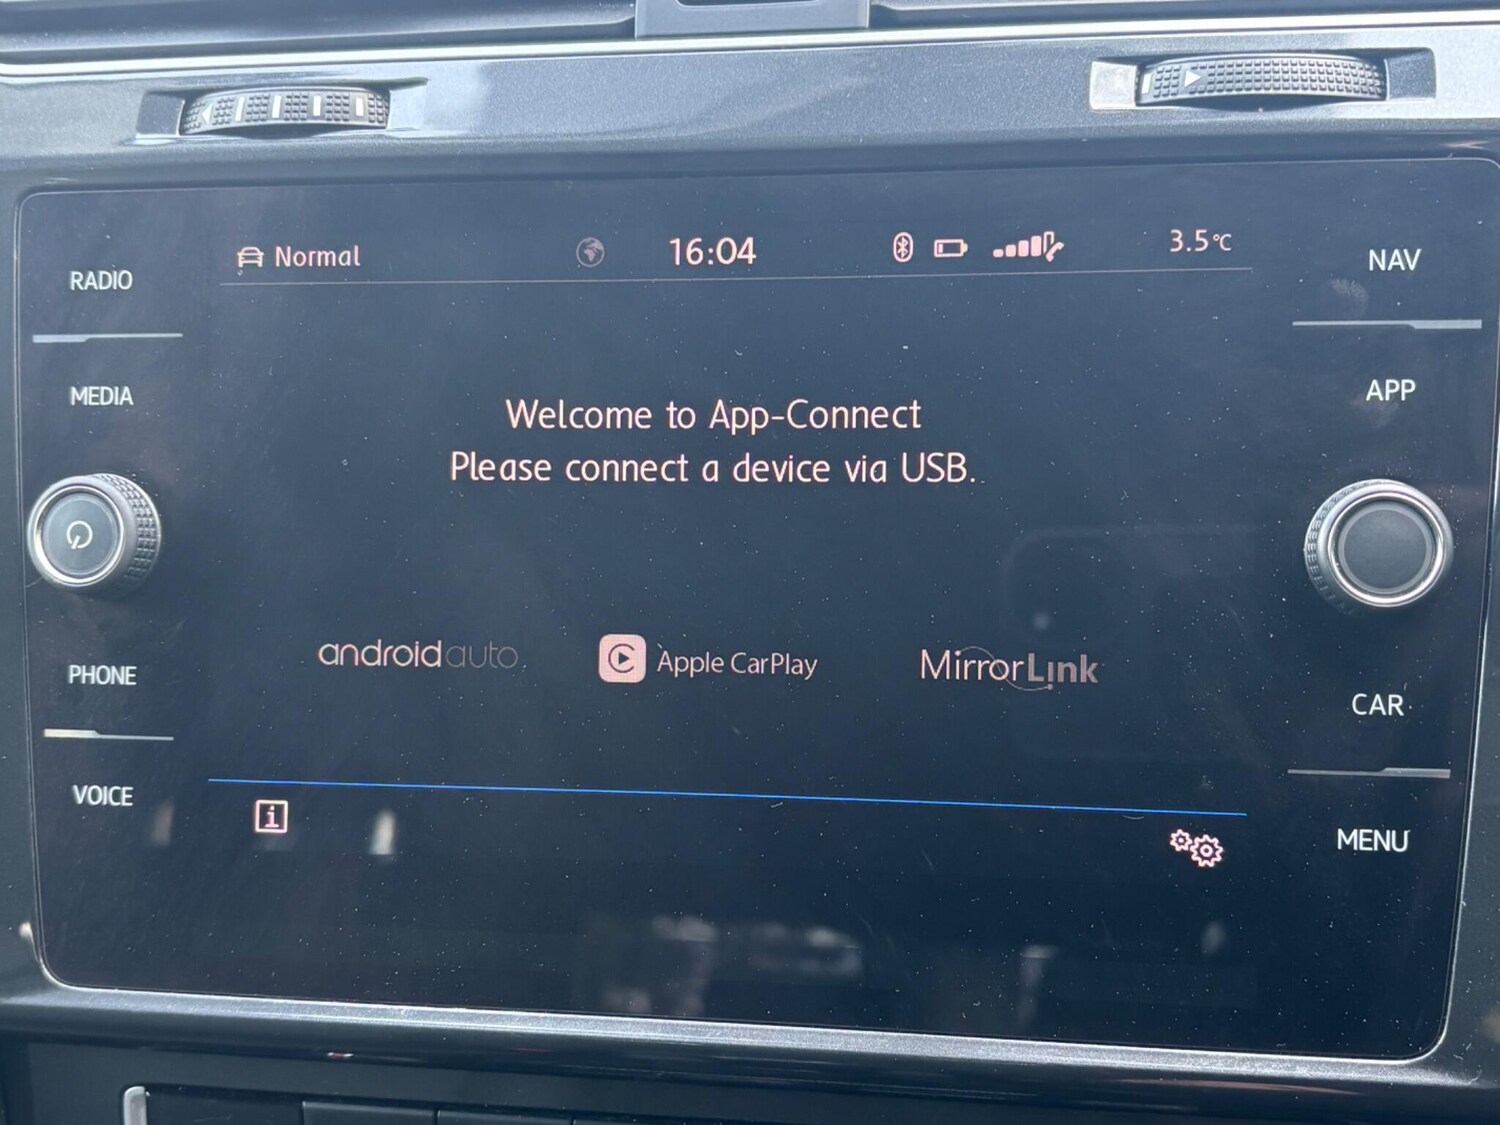 Normal
16:04
3.5°C
RADIO
MEDIA
PHONE
VOICE
Welcome to App-Connect
Please connect a device via USB.
androidauto
Apple CarPlay
MirrorLink
i
NAV
APP
CAR
MENU